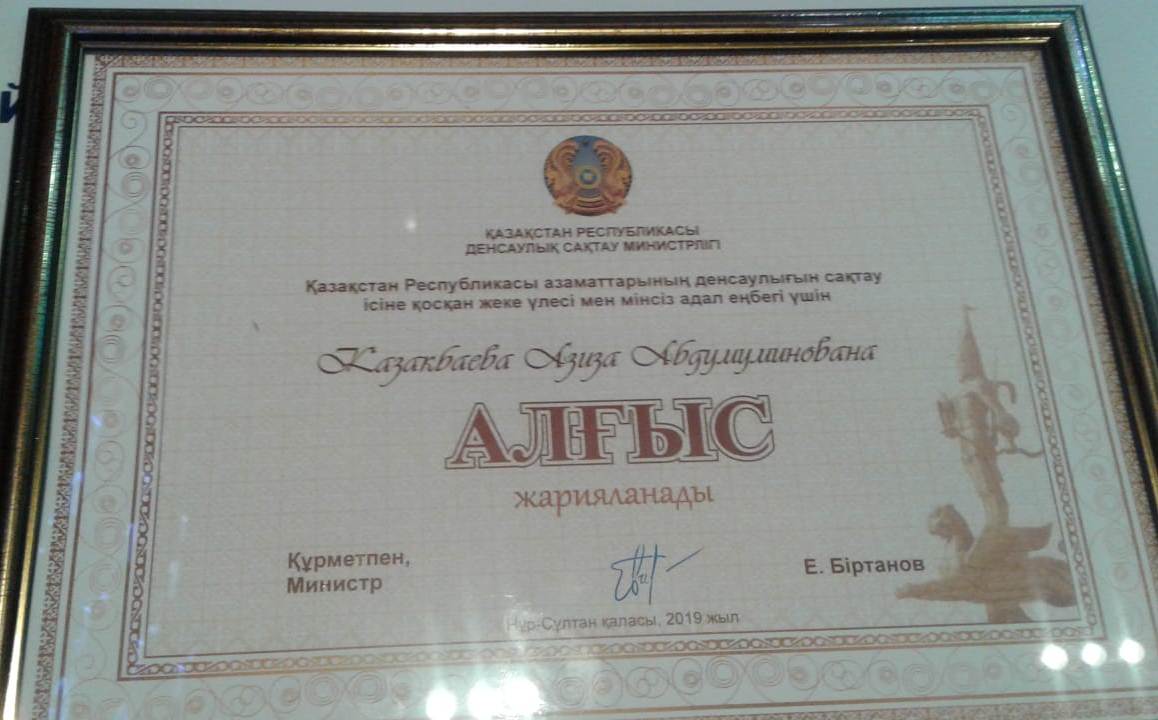 ҚАЗАҚСТАН РЕСПУБЛИКАСЫ
ДЕНСАУЛЫҚ САҚТАУ МИНИСТРЛІГІ
Қазақстан Республикасы азаматтарының денсаулығын сақтау
ісіне қосқан жеке үлесі мен мінсіз адал еңбегі үшін
Казакбаева Азиза Абдумуминована
АЛҒЫС
жарияланады
Құрметпен,
Министр
Е. Біртанов
Нұр-Сұлтан қаласы, 2019 жыл